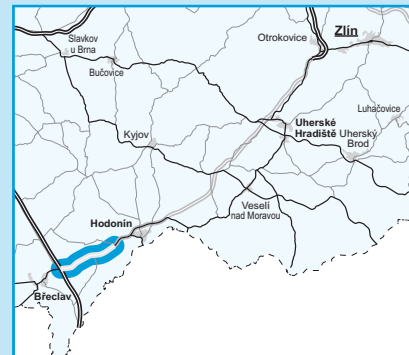 Zlín
Otrokovice
Slavkov
u Brna
Bučovice
Luhačovice
Uherské
Hradiště
Uherský
Brod
Kyjov
Veselí
nad Moravou
Hodonín
Břeclav